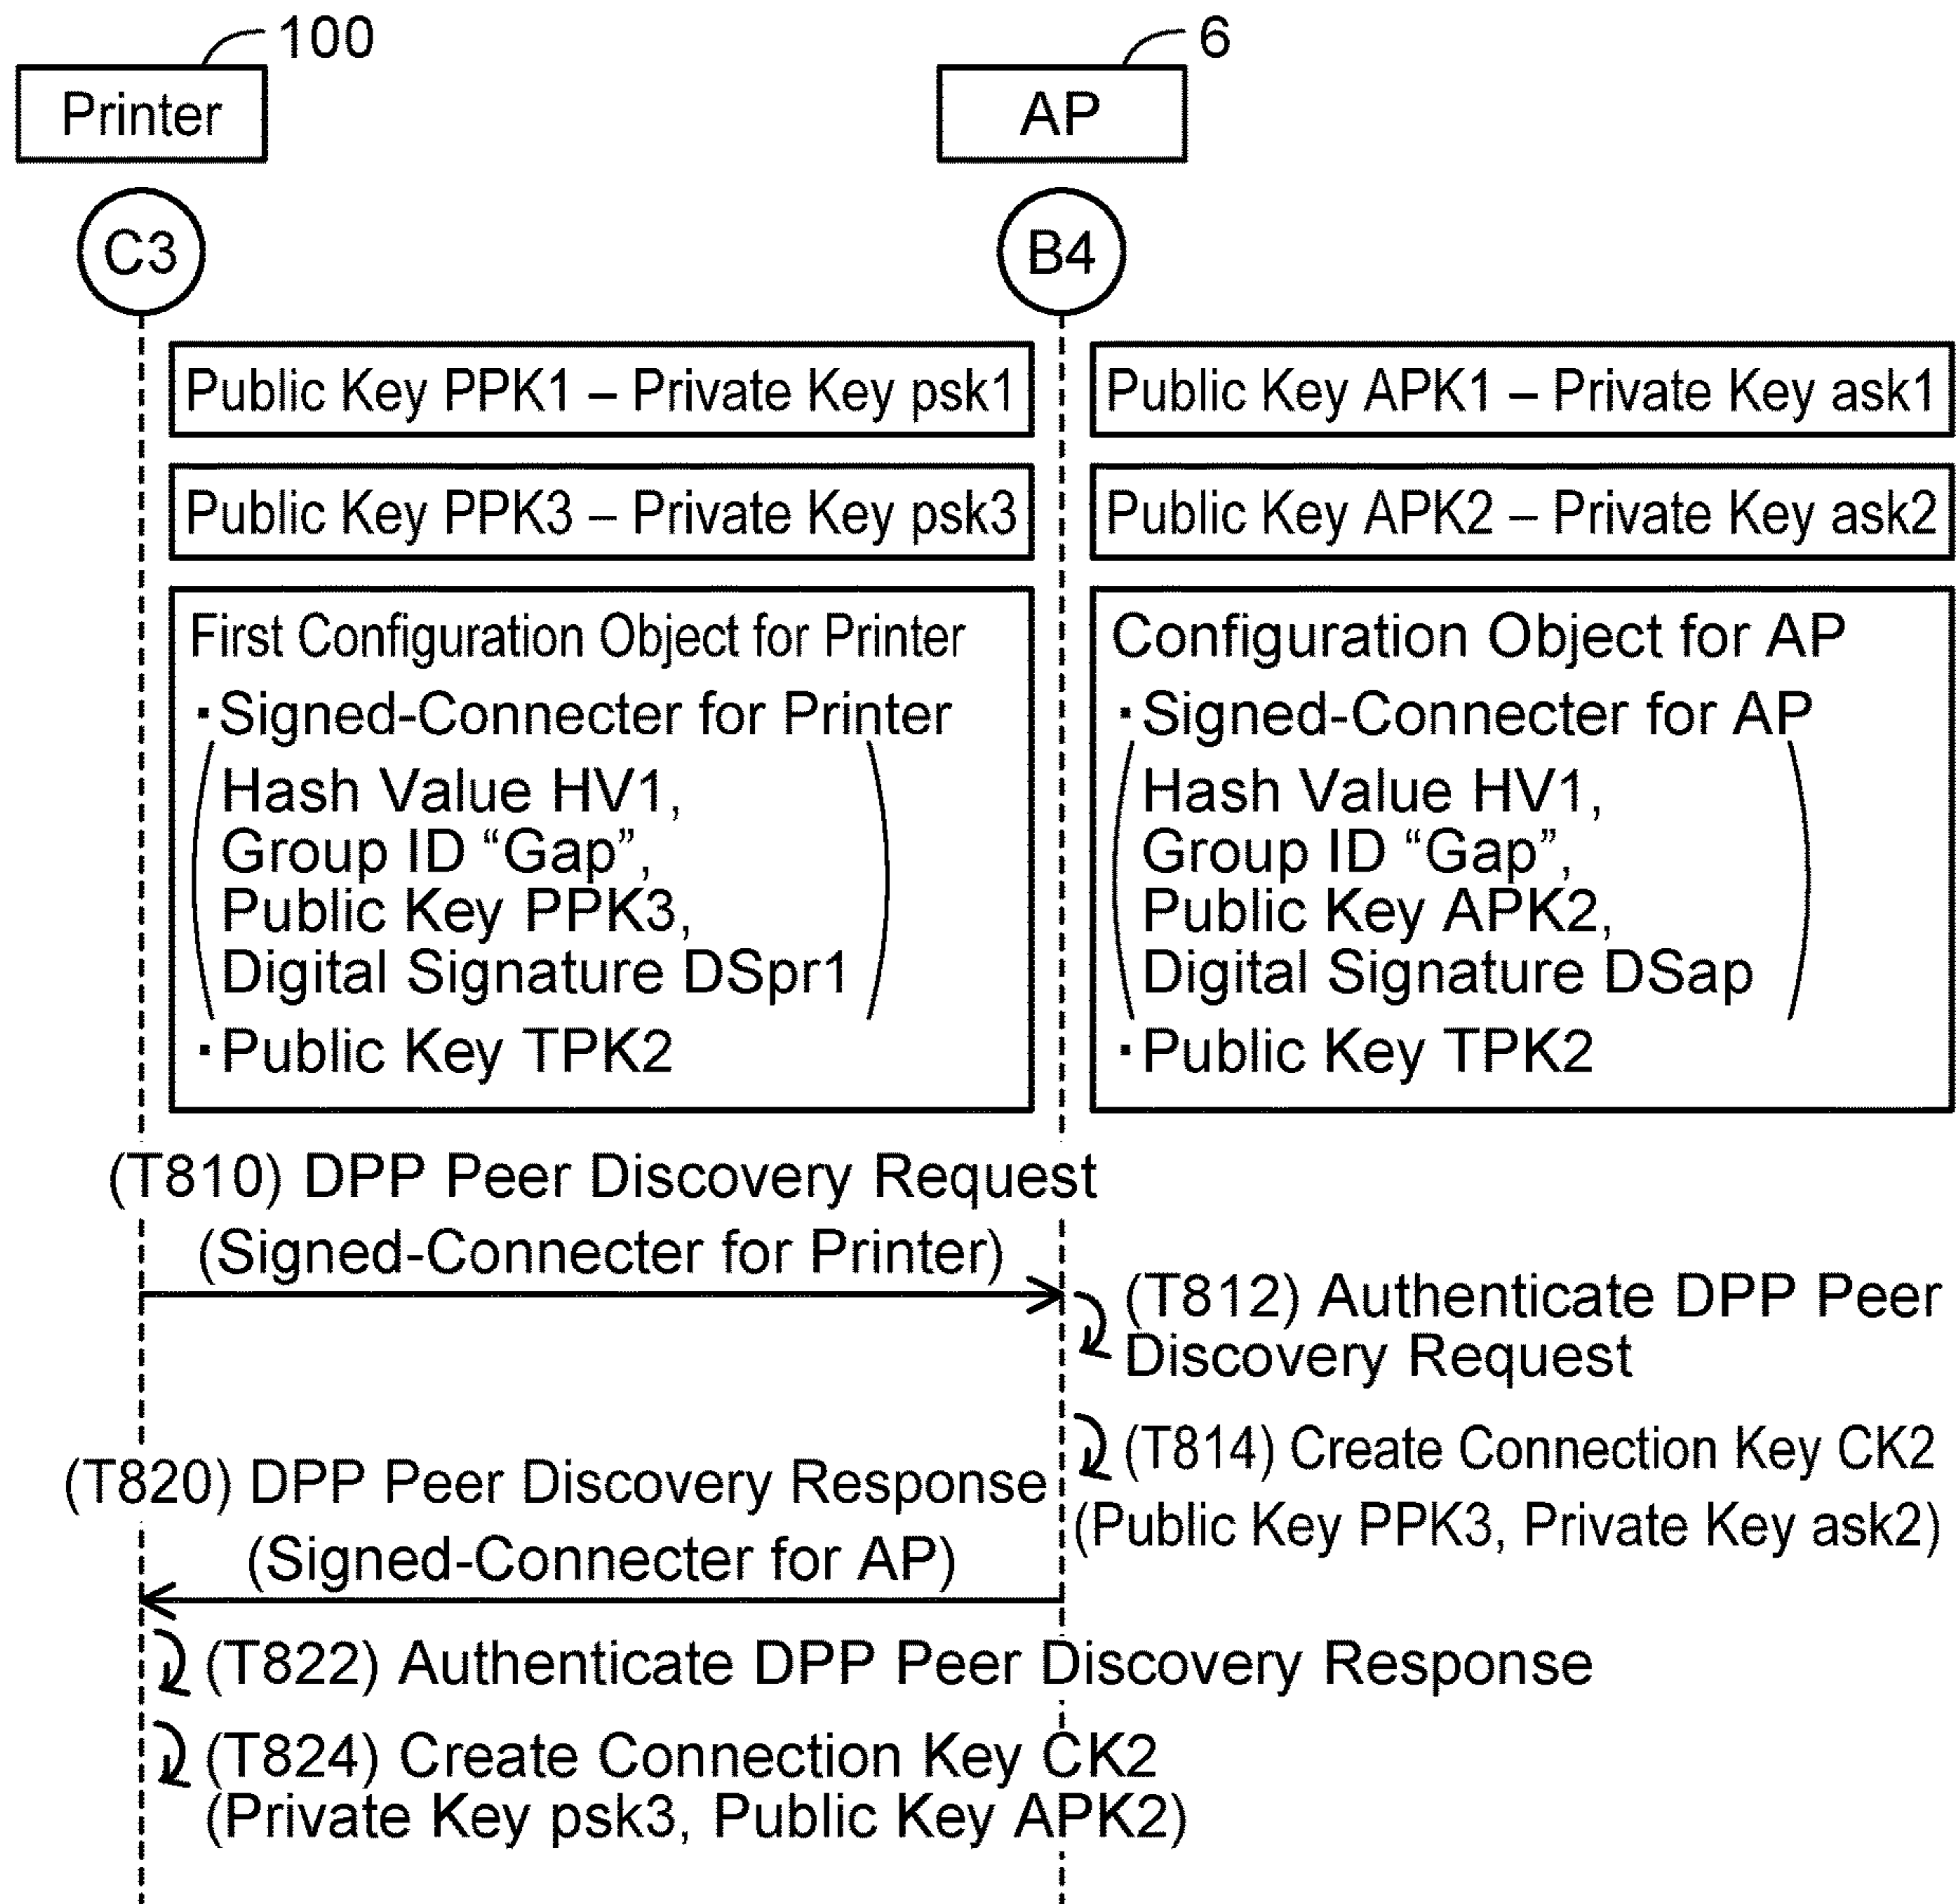 100
6
Printer
AP
C3
B4
Public Key PPK1 – Private Key psk1
Public Key APK1 – Private Key ask1
Public Key PPK3 – Private Key psk3
Public Key APK2 – Private Key ask2
First Configuration Object for Printer
・Signed-Connecter for Printer
Hash Value HV1,
Group ID “Gap”,
Public Key PPK3,
Digital Signature DSpr1
・Public Key TPK2
Configuration Object for AP
・Signed-Connecter for AP
Hash Value HV1,
Group ID “Gap”,
Public Key APK2,
Digital Signature DSap
・Public Key TPK2
(T810) DPP Peer Discovery Request
(Signed-Connecter for Printer)
(T812) Authenticate DPP Peer
Discovery Request
(T814) Create Connection Key CK2
(Public Key PPK3, Private Key ask2)
(T820) DPP Peer Discovery Response
(Signed-Connecter for AP)
(T822) Authenticate DPP Peer Discovery Response
(T824) Create Connection Key CK2
(Private Key psk3, Public Key APK2)